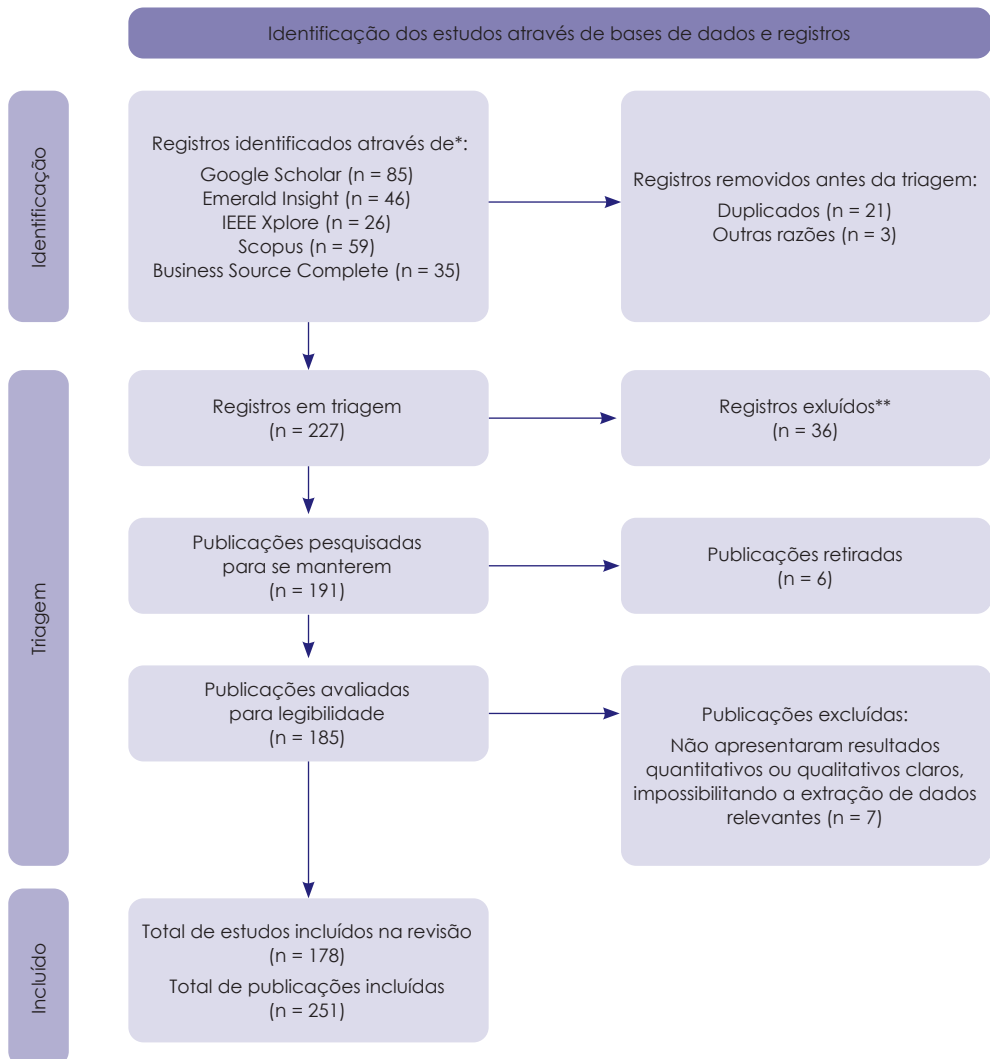 Identificação dos estudos através de bases de dados e registros
Identificação
Registros identificados através de*:
Google Scholar (n = 85)
Emerald Insight (n = 46)
IEEE Xplore (n = 26)
Scopus (n = 59)
Business Source Complete (n = 35)
Registros removidos antes da triagem:
Duplicados (n = 21)
Outras razões (n = 3)
Triagem
Registros em triagem
(n = 227)
Registros exluídos**
(n = 36)
Publicações pesquisadas
para se manterem
(n = 191)
Publicações retiradas
(n = 6)
Publicações avaliadas
para legibilidade
(n = 185)
Publicações excluídas:
Não apresentaram resultados
quantitativos ou qualitativos claros,
impossibilitando a extração de dados
relevantes (n = 7)
Incluído
Total de estudos incluídos na revisão
(n = 178)
Total de publicações incluídas
(n = 251)